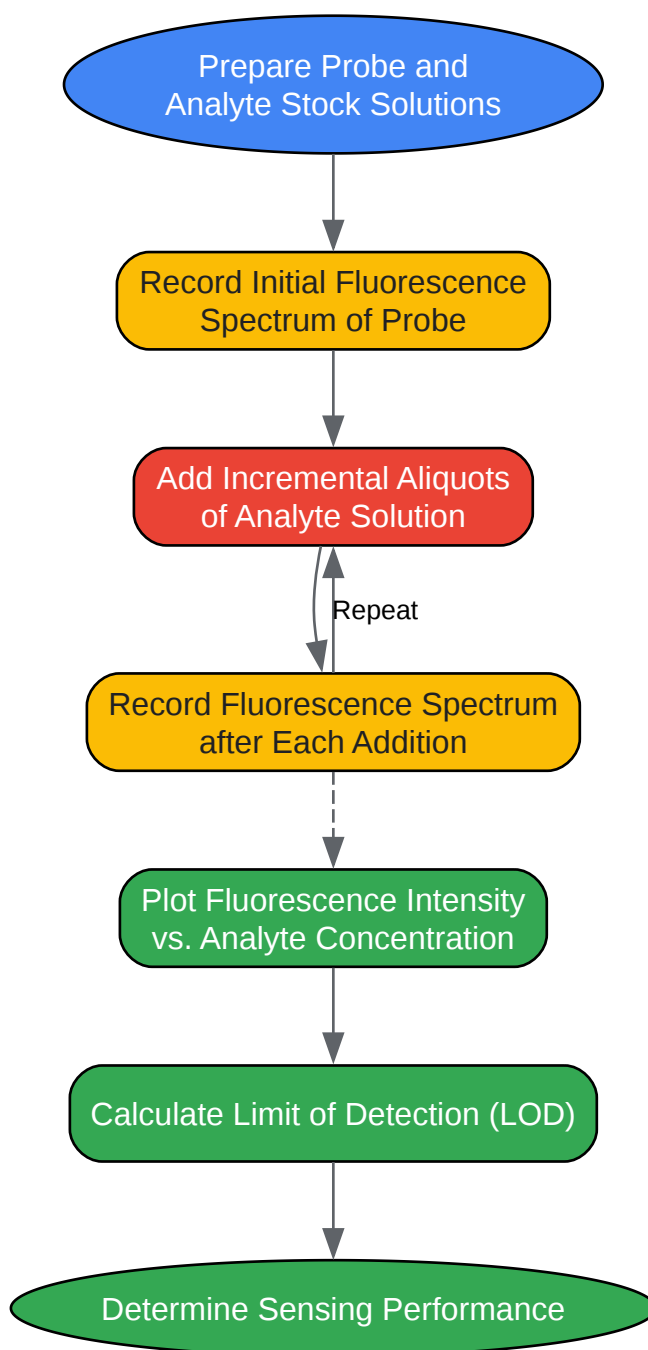 Prepare Probe and
Analyte Stock Solutions
Record Initial Fluorescence
Spectrum of Probe
Add Incremental Aliquots
of Analyte Solution
Repeat
Record Fluorescence Spectrum
after Each Addition
Plot Fluorescence Intensity
vs. Analyte Concentration
Calculate Limit of Detection (LOD)
Determine Sensing Performance